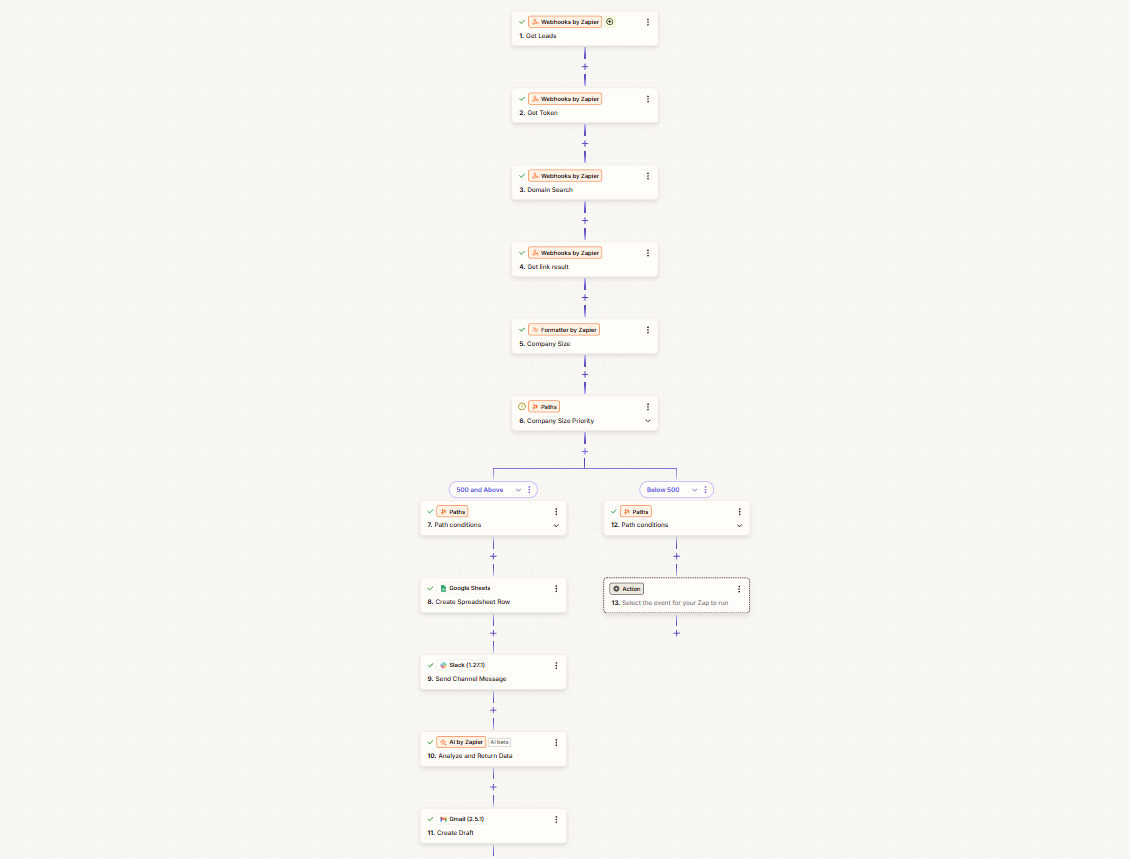 Webhooks by Zapier
1. Get Leads
Webhooks by Zapier
2. Get Token
Webhooks by Zapier
3. Domain Search
Webhooks by Zapier
4. Get link result
Formatter by Zapier
5. Company Size
Paths
6. Company Size Priority
500 and Above
Paths
7. Path conditions
Google Sheets
8. Create Spreadsheet Row
Slack (1.27.1)
9. Send Channel Message
AI by Zapier AI beta
10. Analyze and Return Data
Gmail (2.5.1)
11. Create Draft
Below 500
Paths
12. Path conditions
Action
13. Select the event for your Zap to run